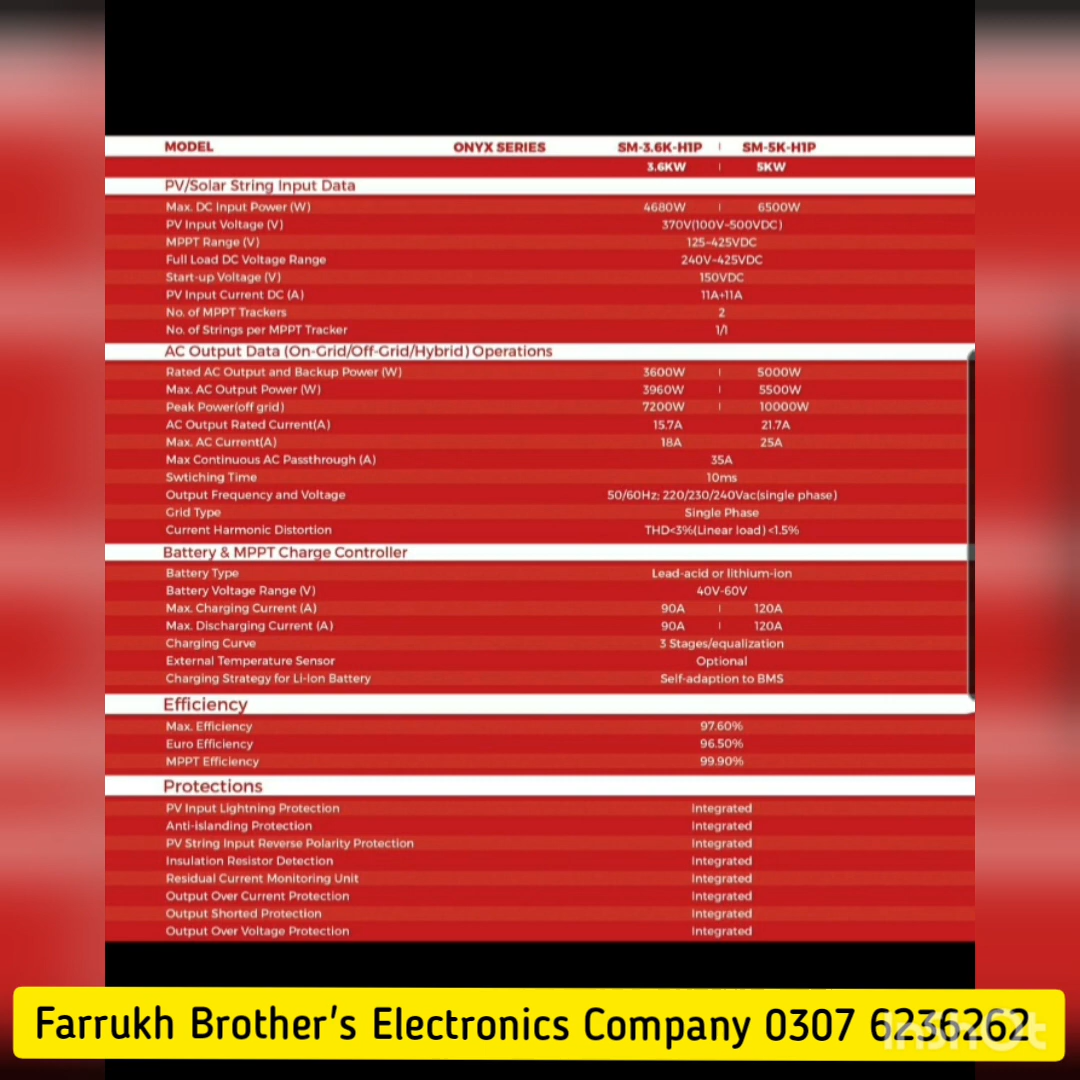 MODEL ONYX SERIES SM-3.6K-H1P | SM-5K-H1P
3.6KW | 5KW
PV/Solar String Input Data
Max. DC Input Power (W) 4680W | 6500W
PV Input Voltage (V) 370V(100V~500VDC)
MPPT Range (V) 125-425VDC
Full Load DC Voltage Range 240V-425VDC
Start-up Voltage (V) 150VDC
PV Input Current DC (A) 11A+11A
No. of MPPT Trackers 2
No. of Strings per MPPT Tracker 1/1
AC Output Data (On-Grid/Off-Grid/Hybrid) Operations
Rated AC Output and Backup Power (W) 3600W | 5000W
Max. AC Output Power (W) 3960W | 5500W
Peak Power(off grid) 7200W | 10000W
AC Output Rated Current(A) 15.7A 21.7A
Max. AC Current(A) 18A 25A
Max Continuous AC Passthrough (A) 35A
Swtiching Time 10ms
Output Frequency and Voltage 50/60Hz; 220/230/240Vac(single phase)
Grid Type Single Phase
Current Harmonic Distortion THD<3%(Linear load) <1.5%
Battery & MPPT Charge Controller
Battery Type Lead-acid or lithium-ion
Battery Voltage Range (V) 40V-60V
Max. Charging Current (A) 90A | 120A
Max. Discharging Current (A) 90A | 120A
Charging Curve 3 Stages/equalization
External Temperature Sensor Optional
Charging Strategy for Li-Ion Battery Self-adaption to BMS
Efficiency
Max. Efficiency 97.60%
Euro Efficiency 96.50%
MPPT Efficiency 99.90%
Protections
PV Input Lightning Protection Integrated
Anti-islanding Protection Integrated
PV String Input Reverse Polarity Protection Integrated
Insulation Resistor Detection Integrated
Residual Current Monitoring Unit Integrated
Output Over Current Protection Integrated
Output Shorted Protection Integrated
Output Over Voltage Protection Integrated
Farrukh Brother's Electronics Company 0307 6236262
InShOt